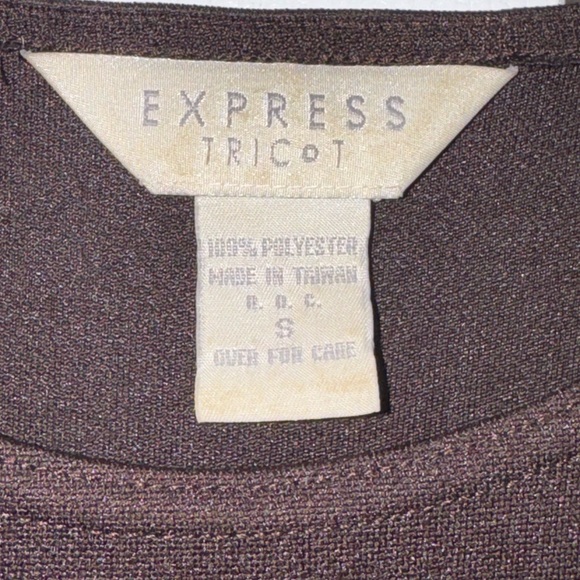 EXPRESS
TRICOT
100% POLYESTER
MADE IN TAIWAN
R. O. C.
S
OVER FOR CARE